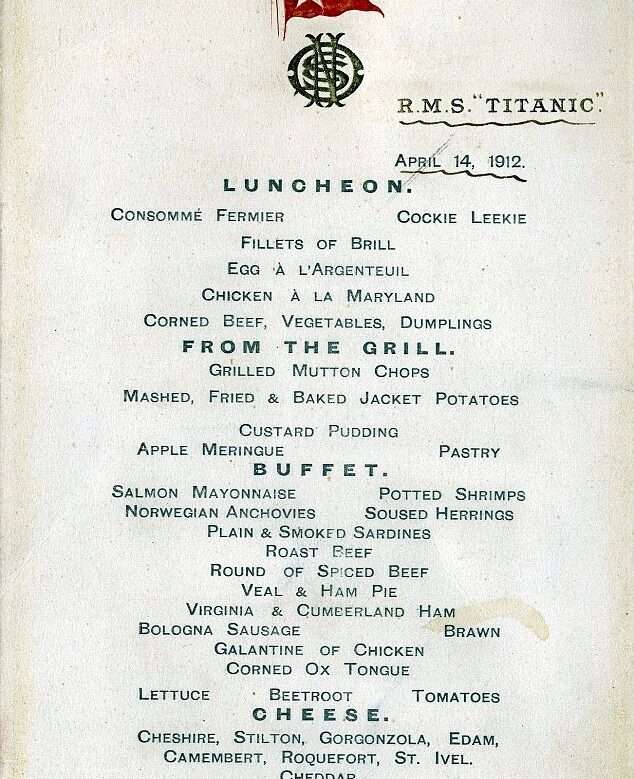 OSNC
R.M.S. "TITANIC."
APRIL 14, 1912.
LUNCHEON.
CONSOMMÉ FERMIER COCKIE LEEKIE
FILLETS OF BRILL
EGG À L'ARGENTEUIL
CHICKEN À LA MARYLAND
CORNED BEEF, VEGETABLES, DUMPLINGS
FROM THE GRILL.
GRILLED MUTTON CHOPS
MASHED, FRIED & BAKED JACKET POTATOES
CUSTARD PUDDING
APPLE MERINGUE PASTRY
BUFFET.
SALMON MAYONNAISE POTTED SHRIMPS
NORWEGIAN ANCHOVIES SOUSED HERRINGS
PLAIN & SMOKED SARDINES
ROAST BEEF
ROUND OF SPICED BEEF
VEAL & HAM PIE
VIRGINIA & CUMBERLAND HAM
BOLOGNA SAUSAGE BRAWN
GALANTINE OF CHICKEN
CORNED OX TONGUE
LETTUCE BEETROOT TOMATOES
CHEESE.
CHESHIRE, STILTON, GORGONZOLA, EDAM,
CAMEMBERT, ROQUEFORT, ST. IVEL.
CHEDDAR